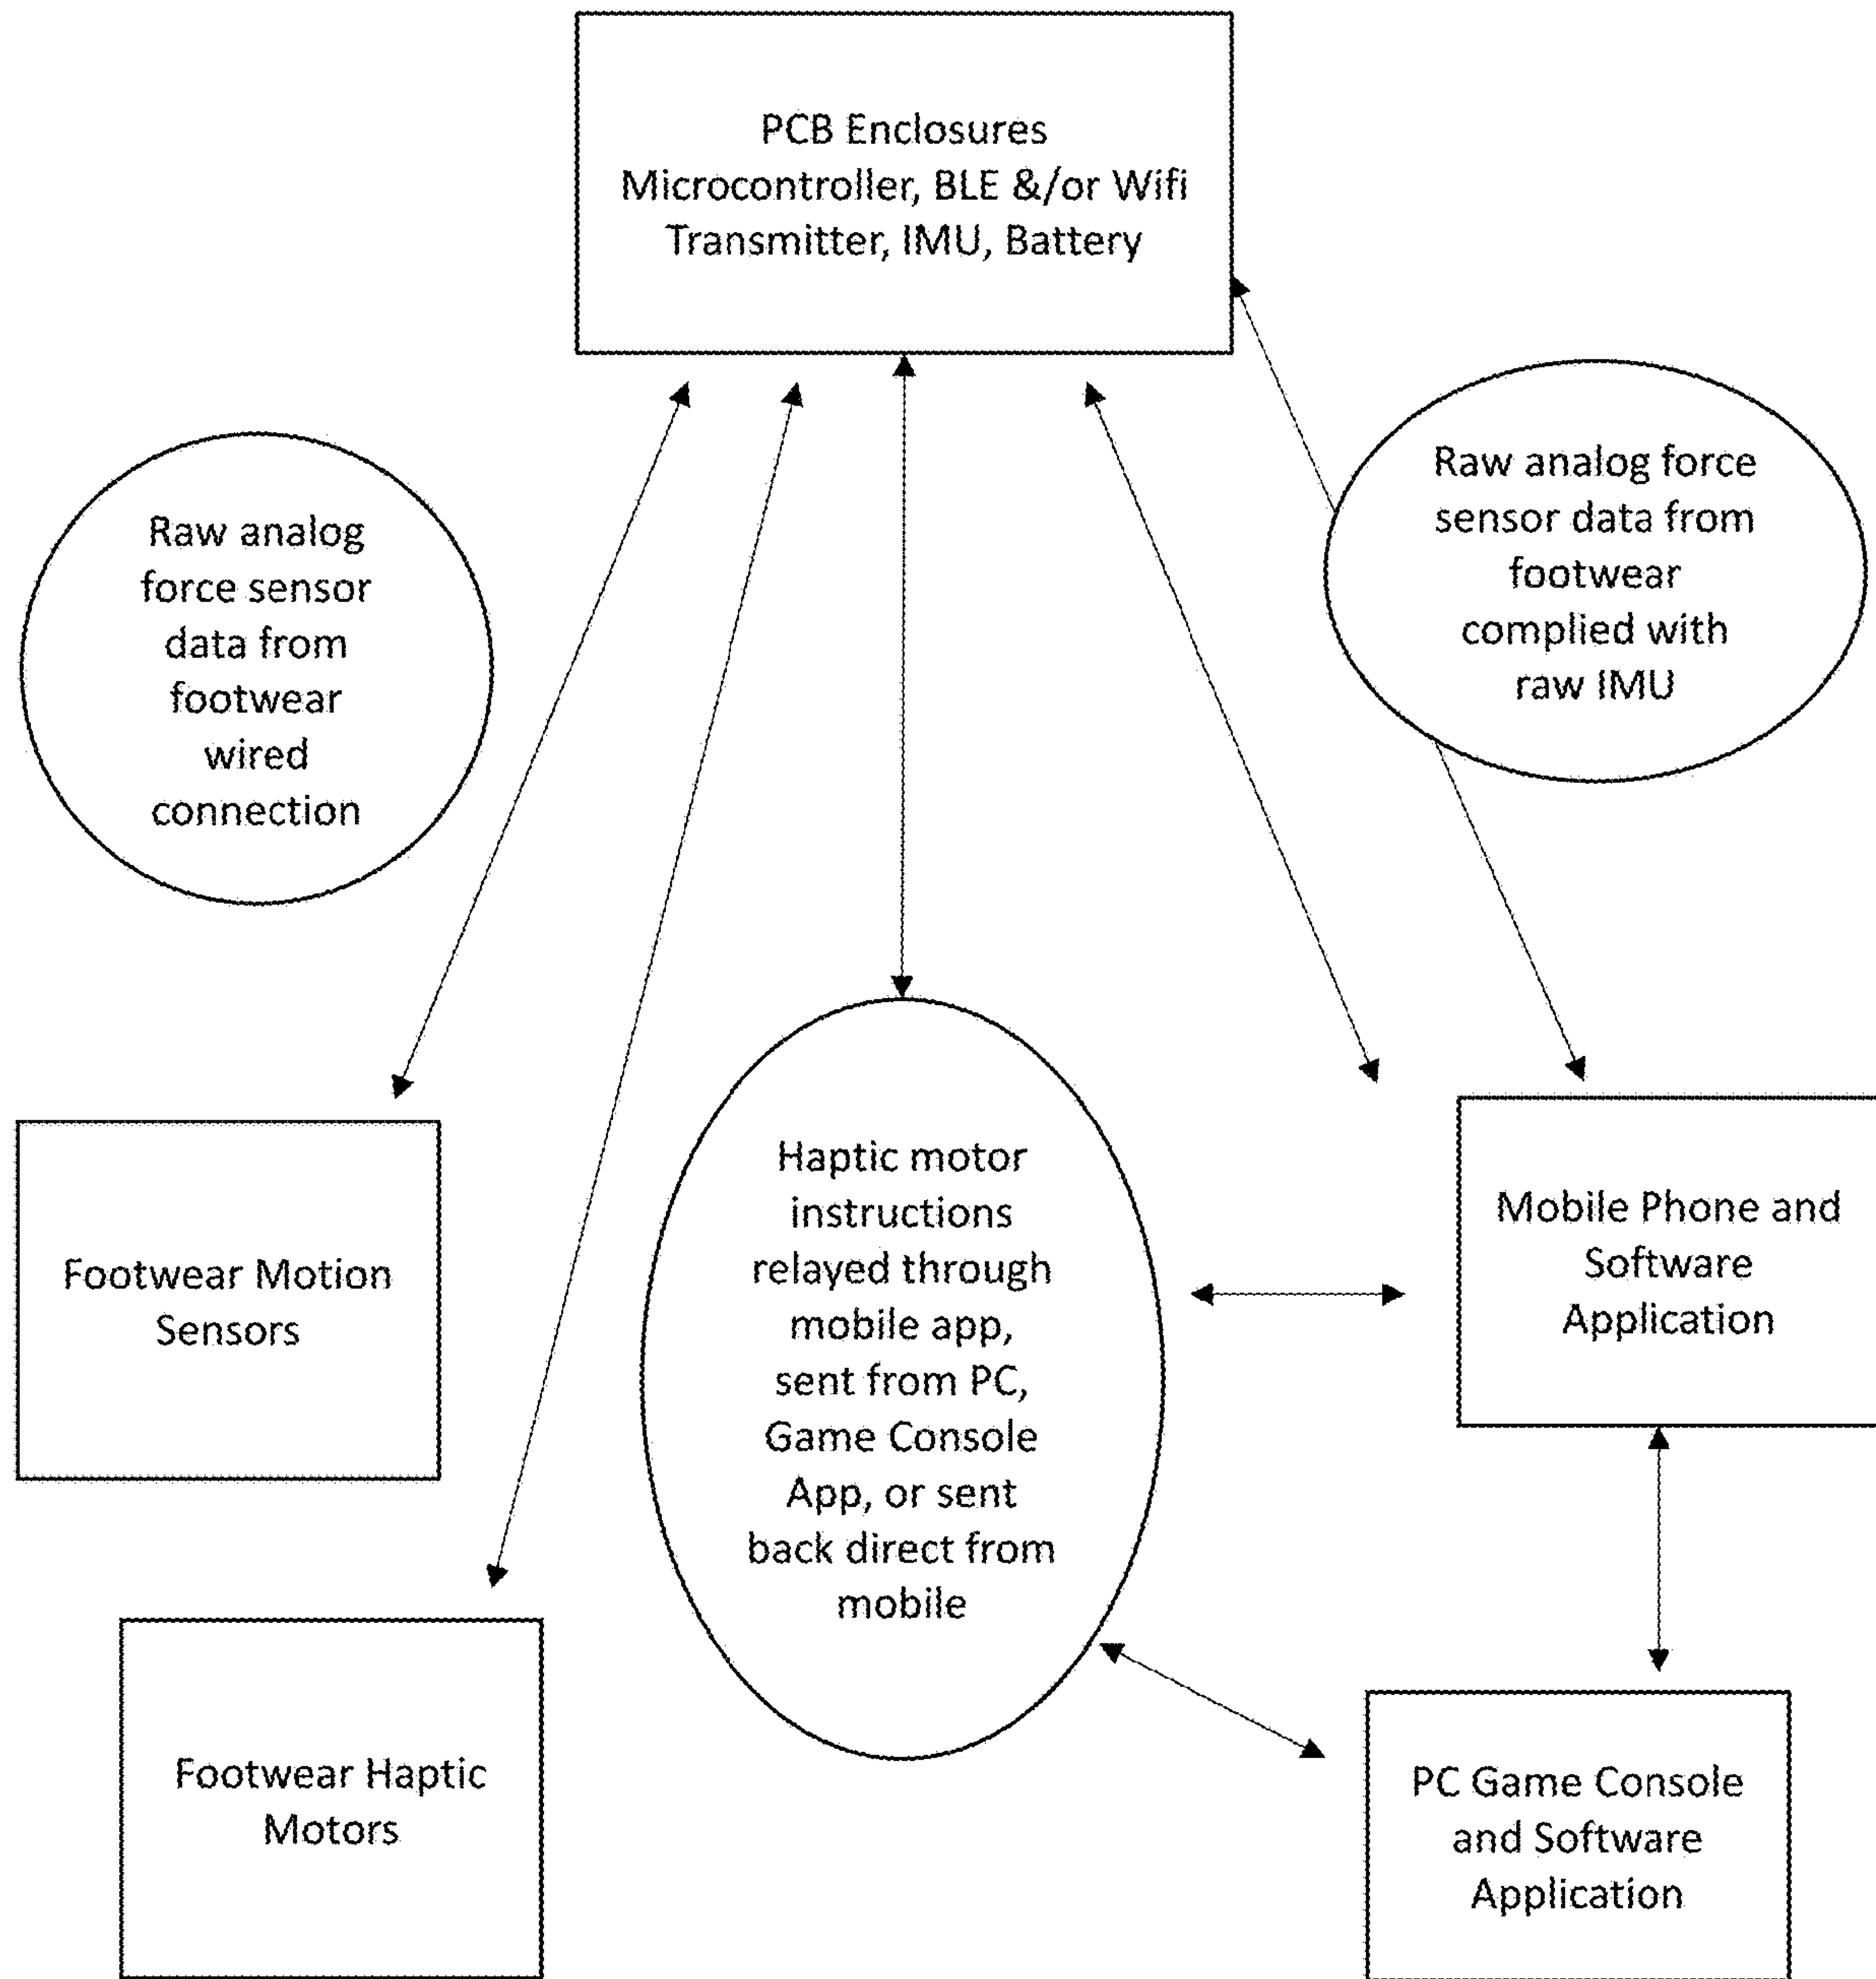 PCB Enclosures
Microcontroller, BLE &/or Wifi
Transmitter, IMU, Battery
Raw analog
force sensor
data from
footwear
wired
connection
Raw analog force
sensor data from
footwear
complied with
raw IMU
Footwear Motion
Sensors
Haptic motor
instructions
relayed through
mobile app,
sent from PC,
Game Console
App, or sent
back direct from
mobile
Mobile Phone and
Software
Application
Footwear Haptic
Motors
PC Game Console
and Software
Application